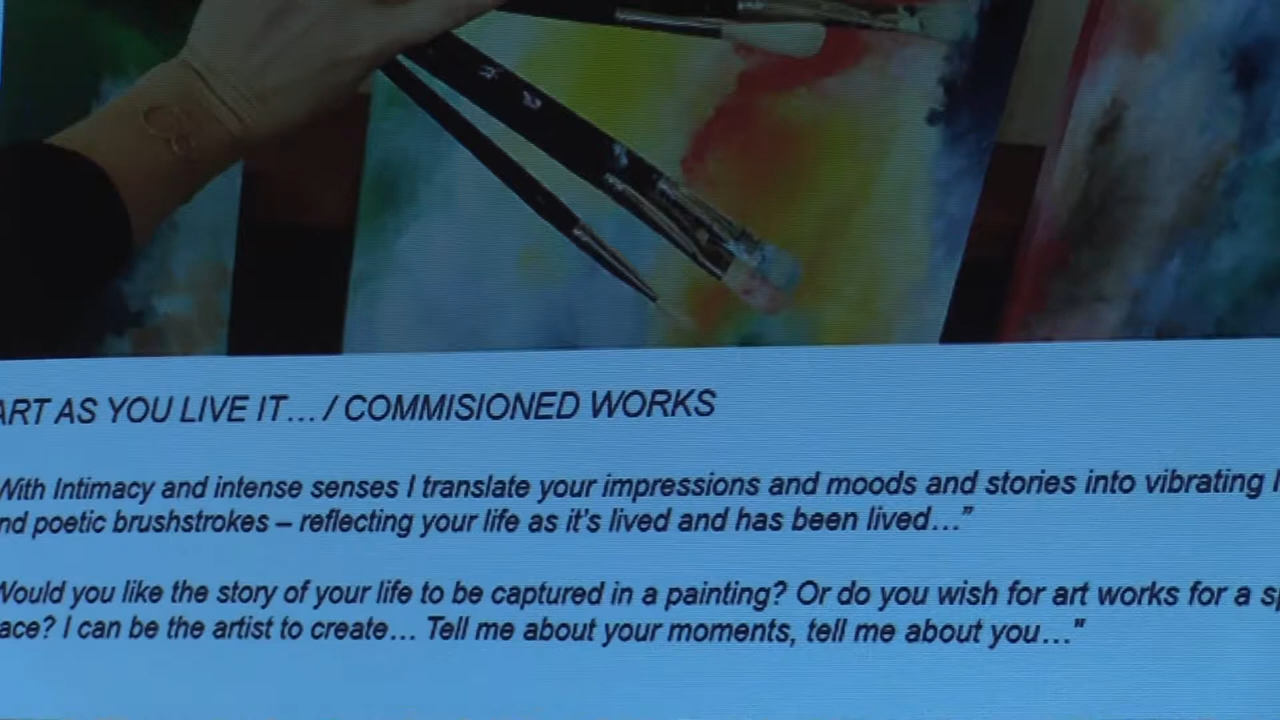 ART AS YOU LIVE IT… / COMMISIONED WORKS
With Intimacy and intense senses I translate your impressions and moods and stories into vibrating
nd poetic brushstrokes – reflecting your life as it's lived and has been lived…”
Would you like the story of your life to be captured in a painting? Or do you wish for art works for a
ace? I can be the artist to create… Tell me about your moments, tell me about you…"